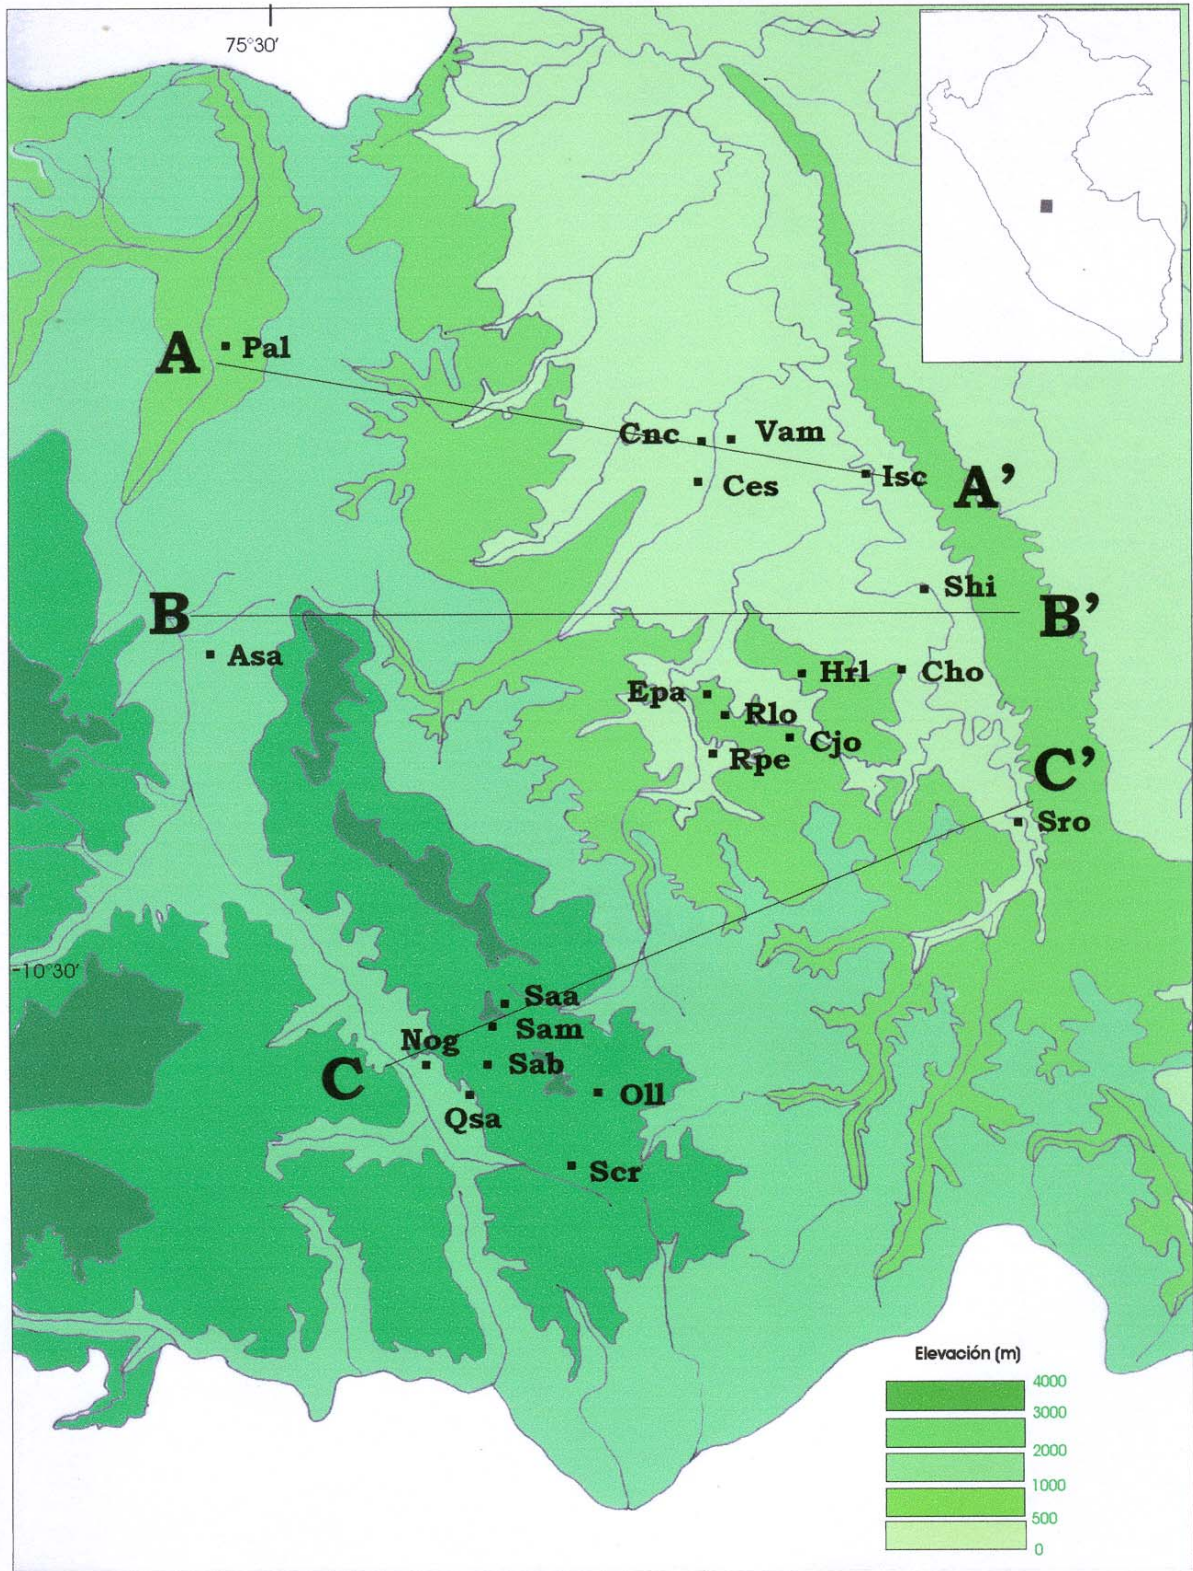 75°30'
A
Pal
Cnc
Vam
Ces
Isc
A’
Shi
B
B’
Asa
Hrl
Cho
Epa
Rlo
Cjo
Rpe
C’
Sro
10°30'
Saa
Sam
Nog
Sab
C
Oll
Qsa
Scr
Elevación (m)
4000
3000
2000
1000
500
0